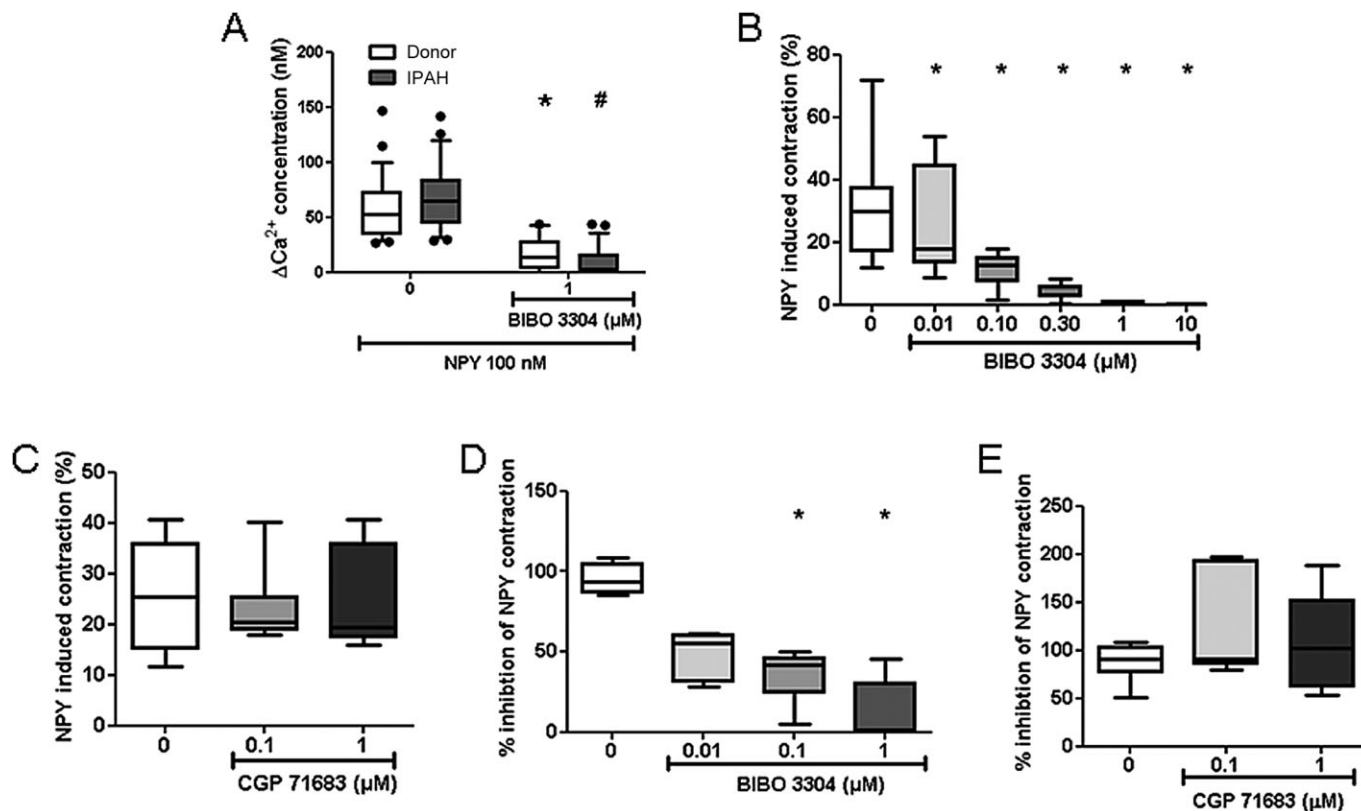 A
ΔCa2+ concentration (nM)
200
150
100
50
0
Donor
IPAH
* #
0 1
BIBO 3304 (µM)
NPY 100 nM
B
NPY induced contraction (%)
80
60
40
20
0
* * * * *
0 0.01 0.10 0.30 1 10
BIBO 3304 (µM)
C
NPY induced contraction (%)
50
40
30
20
10
0
0 0.1 1
CGP 71683 (µM)
D
% inhibtion of NPY contraction
150
100
50
0
* *
0 0.01 0.1 1
BIBO 3304 (µM)
E
% inhibtion of NPY contraction
250
200
150
100
50
0
0 0.1 1
CGP 71683 (µM)